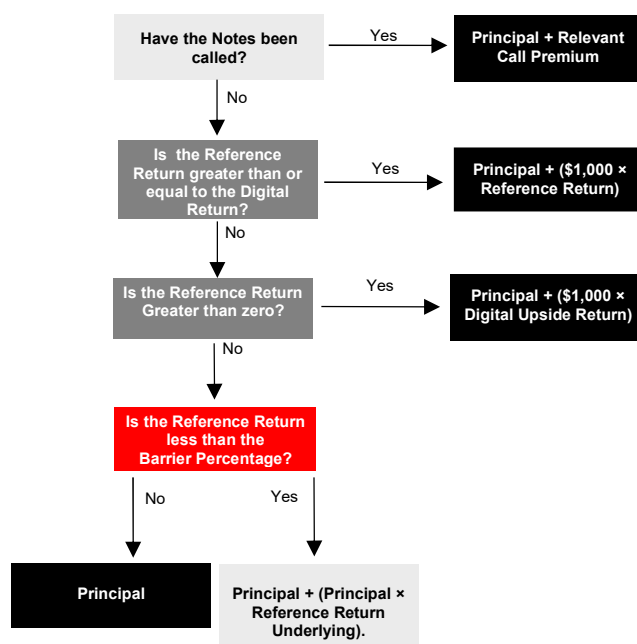 Have the Notes been
called?
Yes
Principal + Relevant
Call Premium
No
Is the Reference
Return greater than or
equal to the Digital
Return?
Yes
Principal + ($1,000 ×
Reference Return)
No
Is the Reference Return
Greater than zero?
Yes
Principal + ($1,000 ×
Digital Upside Return)
No
Is the Reference Return
less than the
Barrier Percentage?
No
Yes
Principal
Principal + (Principal ×
Reference Return
Underlying).